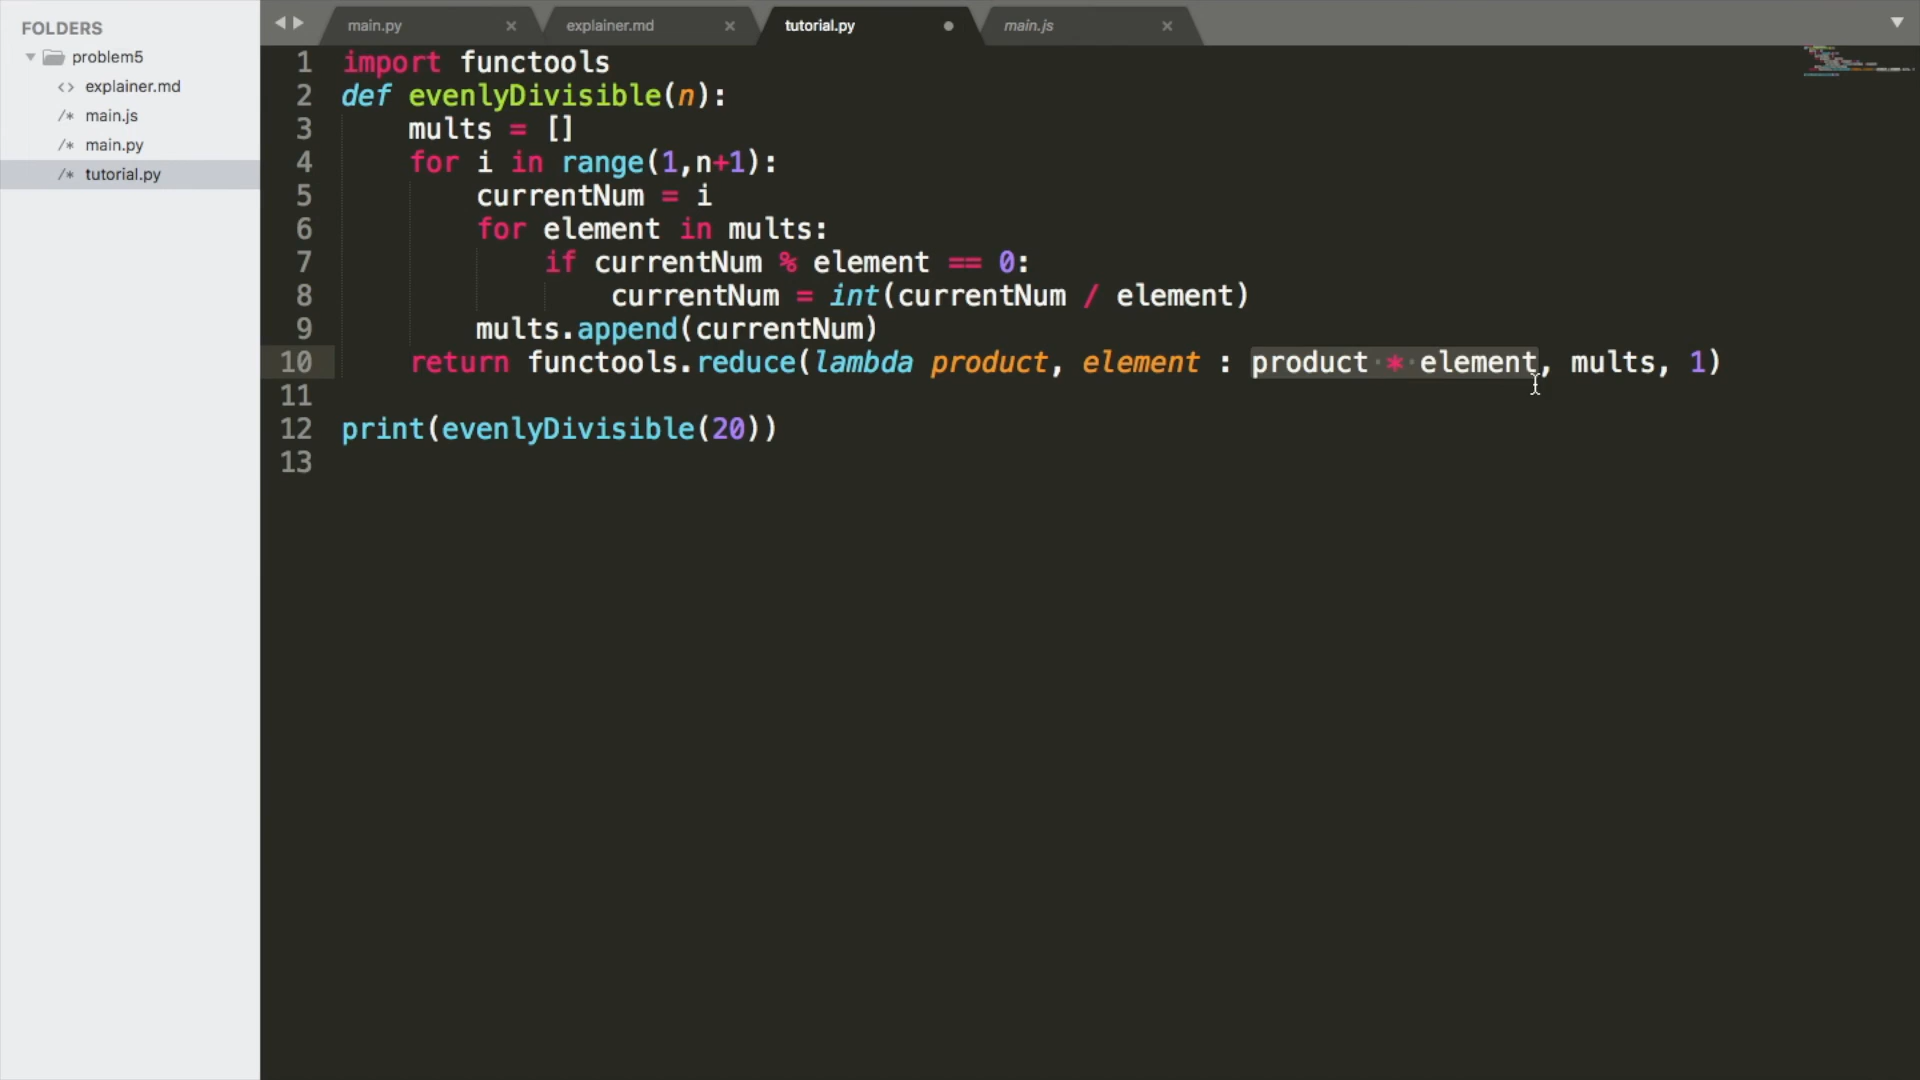 FOLDERS
problem5
<> explainer.md
/* main.js
/* main.py
/* tutorial.py
main.py × explainer.md × tutorial.py main.js ×
1 import functools
2 def evenlyDivisible(n):
3 mults = []
4 for i in range(1,n+1):
5 currentNum = i
6 for element in mults:
7 if currentNum % element == 0:
8 currentNum = int(currentNum / element)
9 mults.append(currentNum)
10 return functools.reduce(lambda product, element : product * element, mults, 1)
11
12 print(evenlyDivisible(20))
13